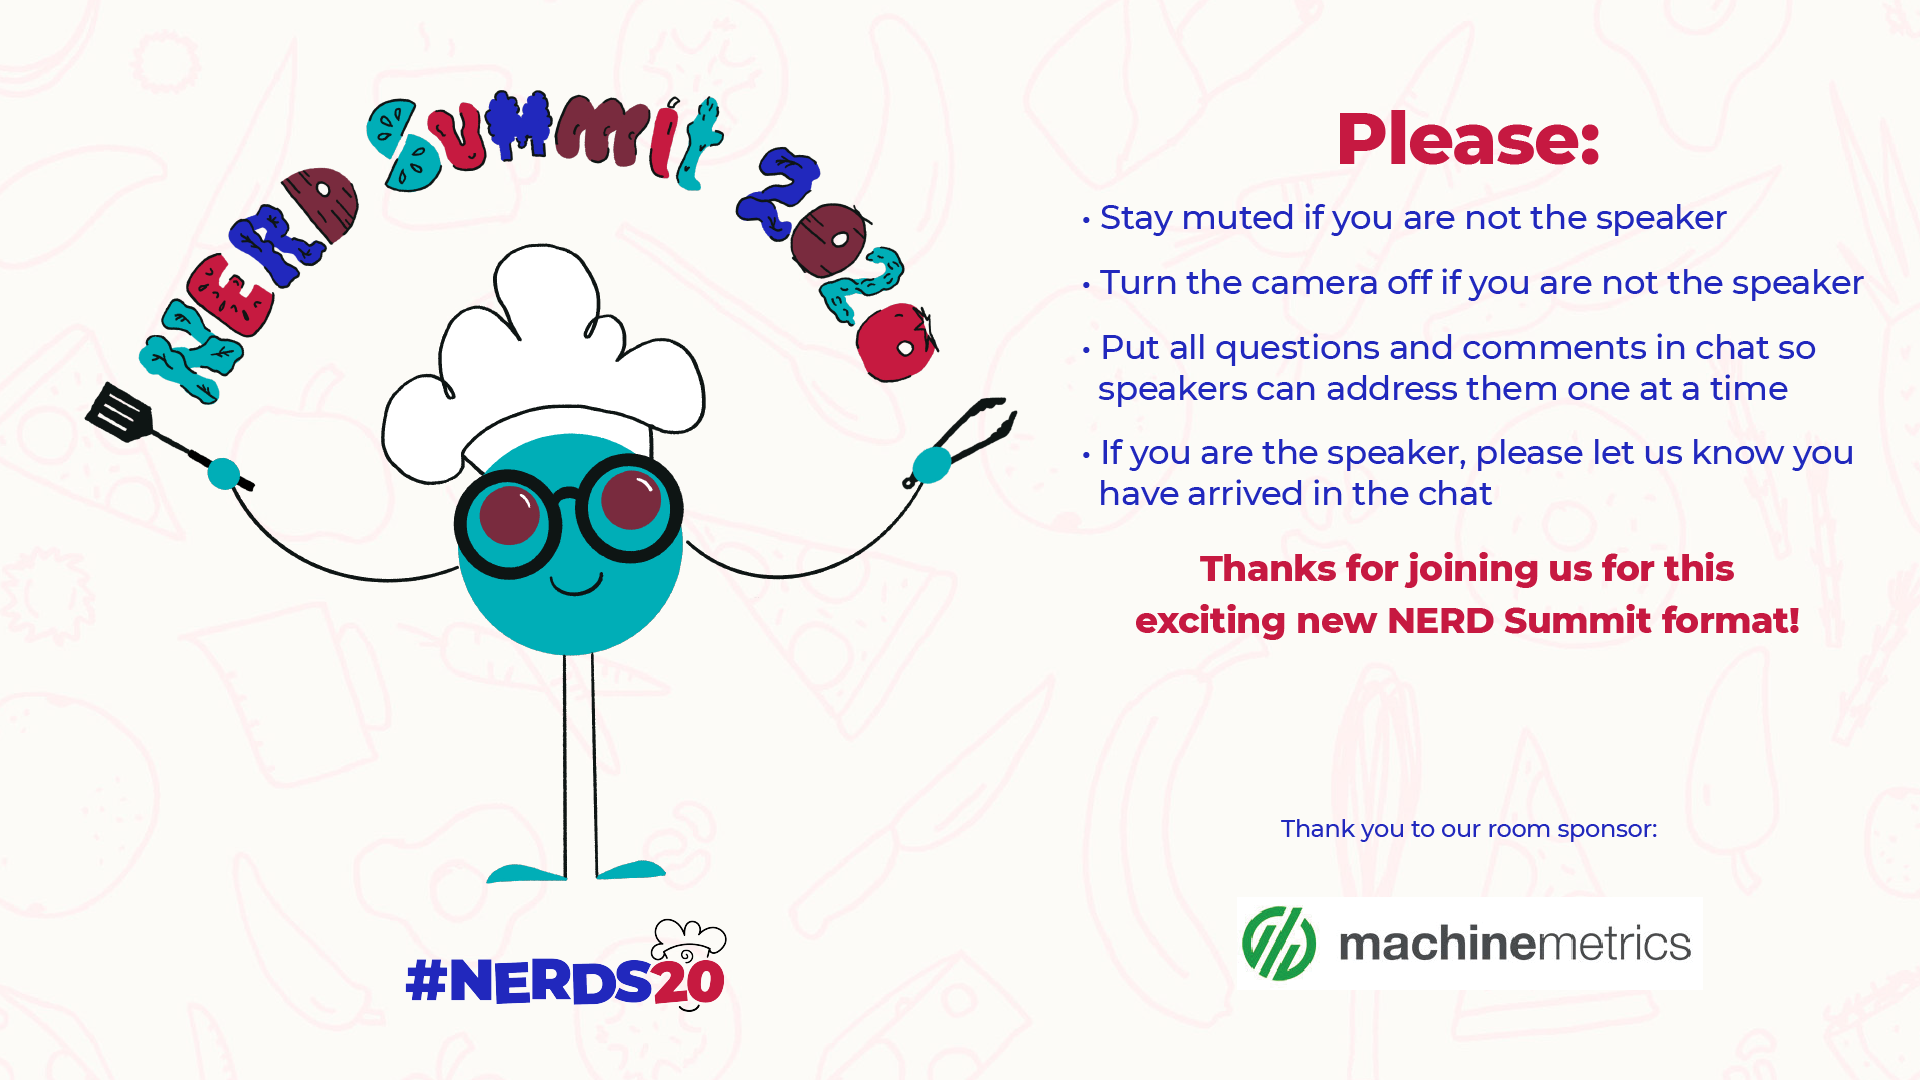 NERD Summit 2020
Please:
• Stay muted if you are not the speaker
• Turn the camera off if you are not the speaker
• Put all questions and comments in chat so
speakers can address them one at a time
• If you are the speaker, please let us know you
have arrived in the chat
Thanks for joining us for this
exciting new NERD Summit format!
Thank you to our room sponsor:
machinemetrics
#NERDS20